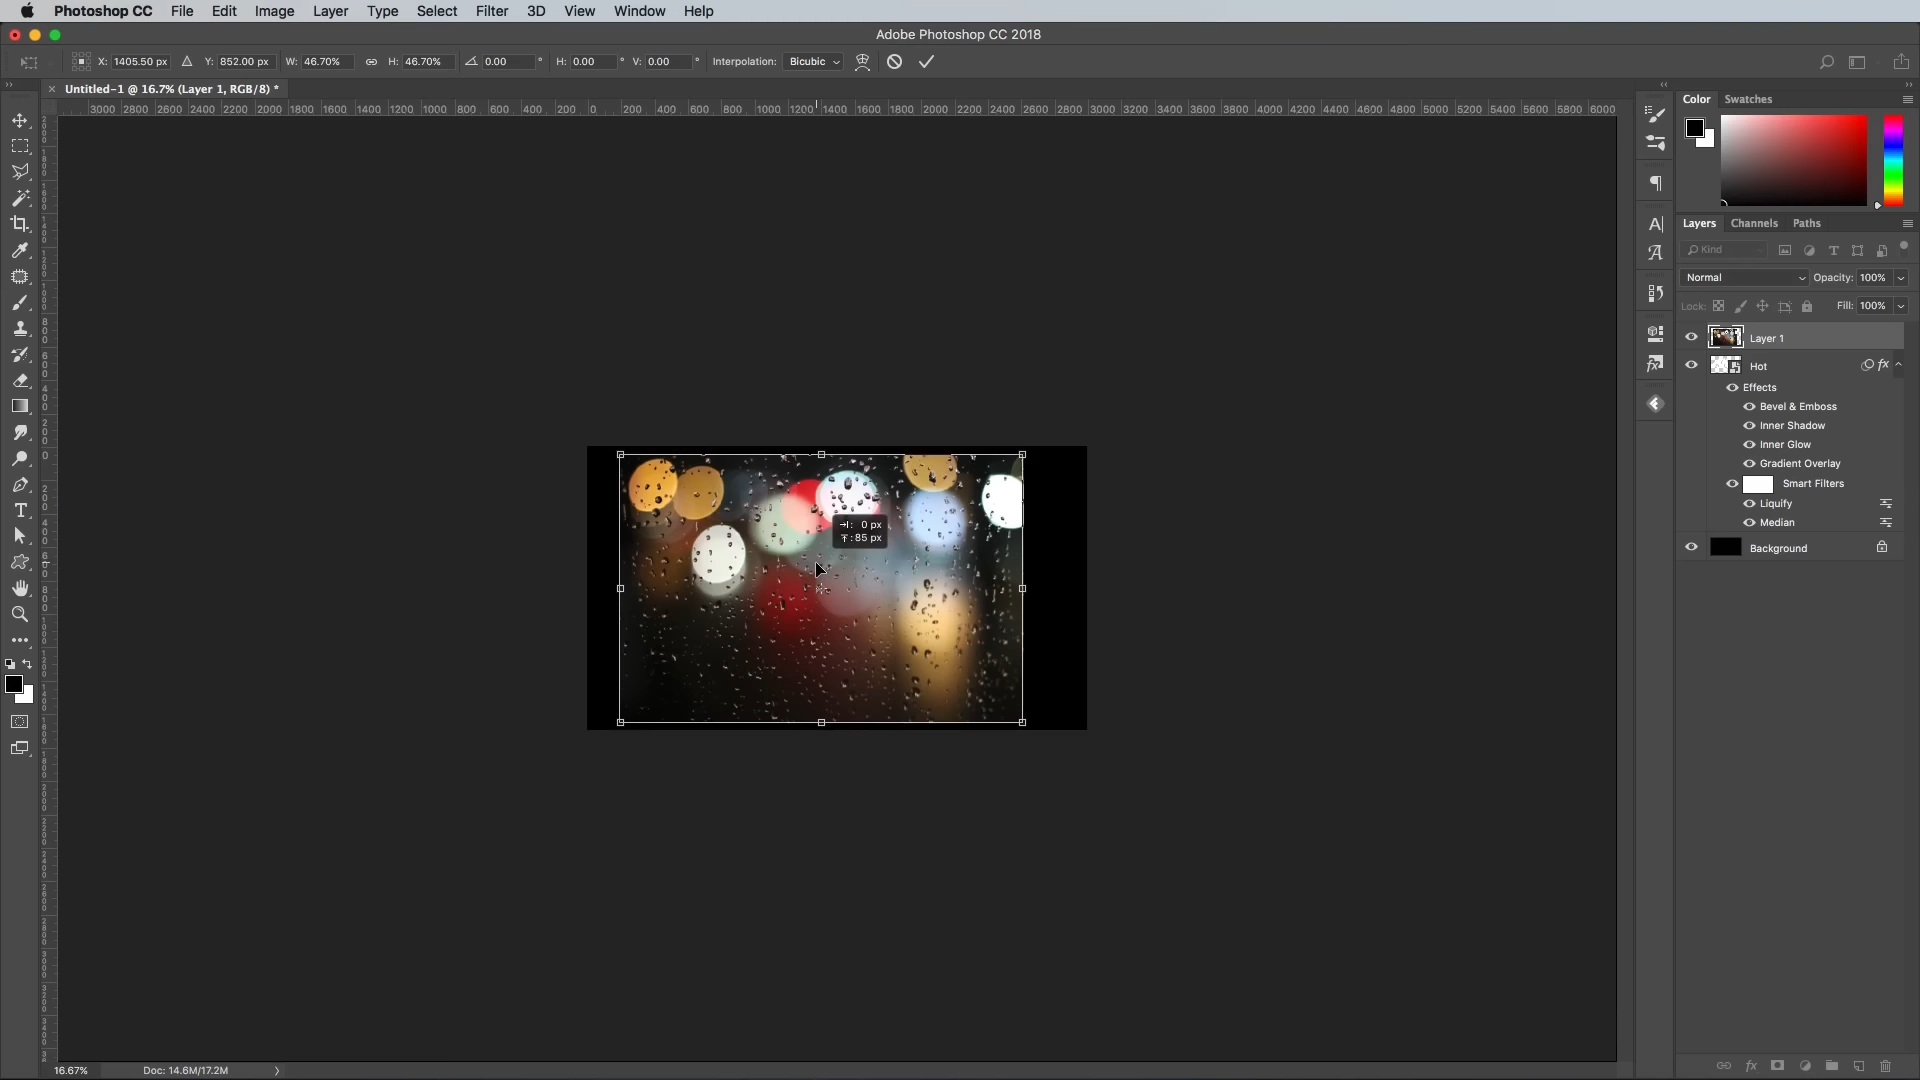 Photoshop CC File Edit Image Layer Type Select Filter 3D View Window Help
Adobe Photoshop CC 2018
X: 1405.50 px Y: 852.00 px W: 46.70% H: 46.70% 0.00 ° H: 0.00 ° V: 0.00 ° Interpolation: Bicubic
Untitled-1 @ 16.7% (Layer 1, RGB/8) *
3000 2800 2600 2400 2200 2000 1800 1600 1400 1200 1000 800 600 400 200 0 200 400 600 800 1000 1200 1400 1600 1800 2000 2200 2400 2600 2800 3000 3200 3400 3600 3800 4000 4200 4400 4600 4800 5000 5200 5400 5600 5800 6000
Color Swatches
Layers Channels Paths
Kind
Normal Opacity: 100%
Lock: Fill: 100%
Layer 1
Hot fx
Effects
Bevel & Emboss
Inner Shadow
Inner Glow
Gradient Overlay
Smart Filters
Liquify
Median
Background
0 px
85 px
16.67% Doc: 14.6M/17.2M